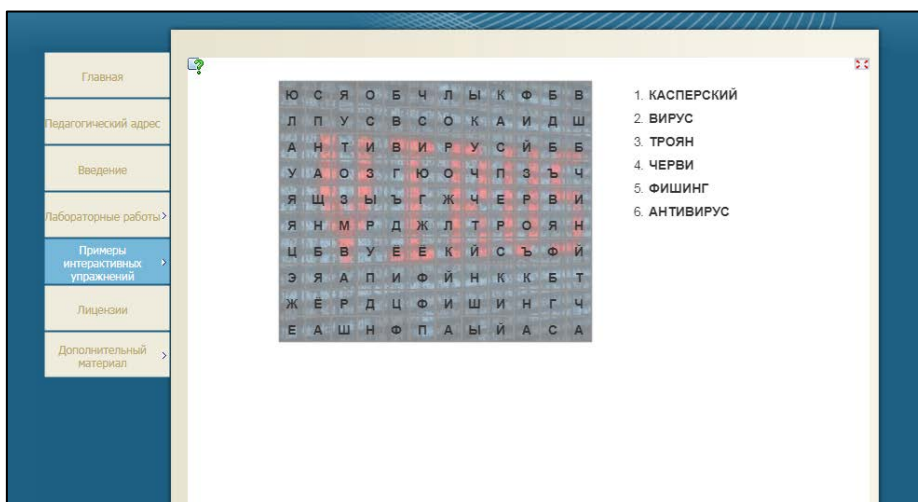 Главная
Педагогический адрес
Введение
Лабораторные работы
Примеры
интерактивных
упражнений
Лицензии
Дополнительный
материал
Ю С Я О Б Ч Л Ы К Ф Б В
Л П У С В С О К А И Д Ш
А Н Т И В И Р У С Й Б Б
У А О З Г Ю О Ч П З Ъ Ч
Я Щ З Ы Ъ Г Ж Ч Е Р В И
Я Н М Р Д Ж Л Т Р О Я Н
Ц Б В У Ё Ё К Й С Ъ Ф Й
Э Я А П И Ф Й Н К К Б Т
Ж Ё Р Д Ц Ф И Ш И Н Г Ч
Е А Ш Н Ф П А Ы Й А С А
1. КАСПЕРСКИЙ
2. ВИРУС
3. ТРОЯН
4. ЧЕРВИ
5. ФИШИНГ
6. АНТИВИРУС